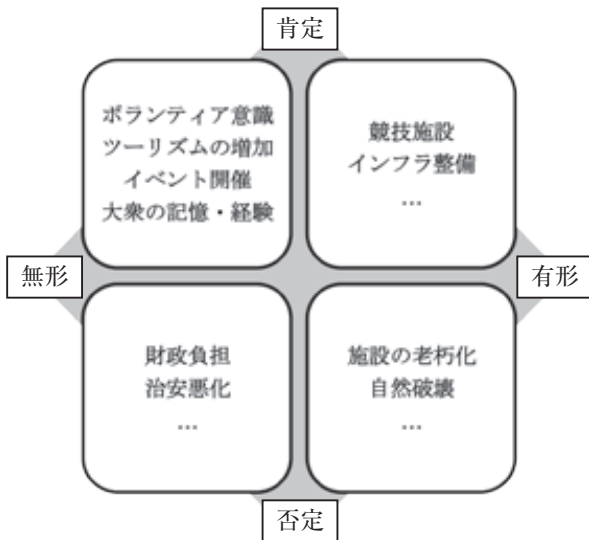 肯定
ボランティア意識
ツーリズムの増加
イベント開催
大衆の記憶・経験
競技施設
インフラ整備
…
無形
有形
財政負担
治安悪化
…
施設の老朽化
自然破壊
…
否定